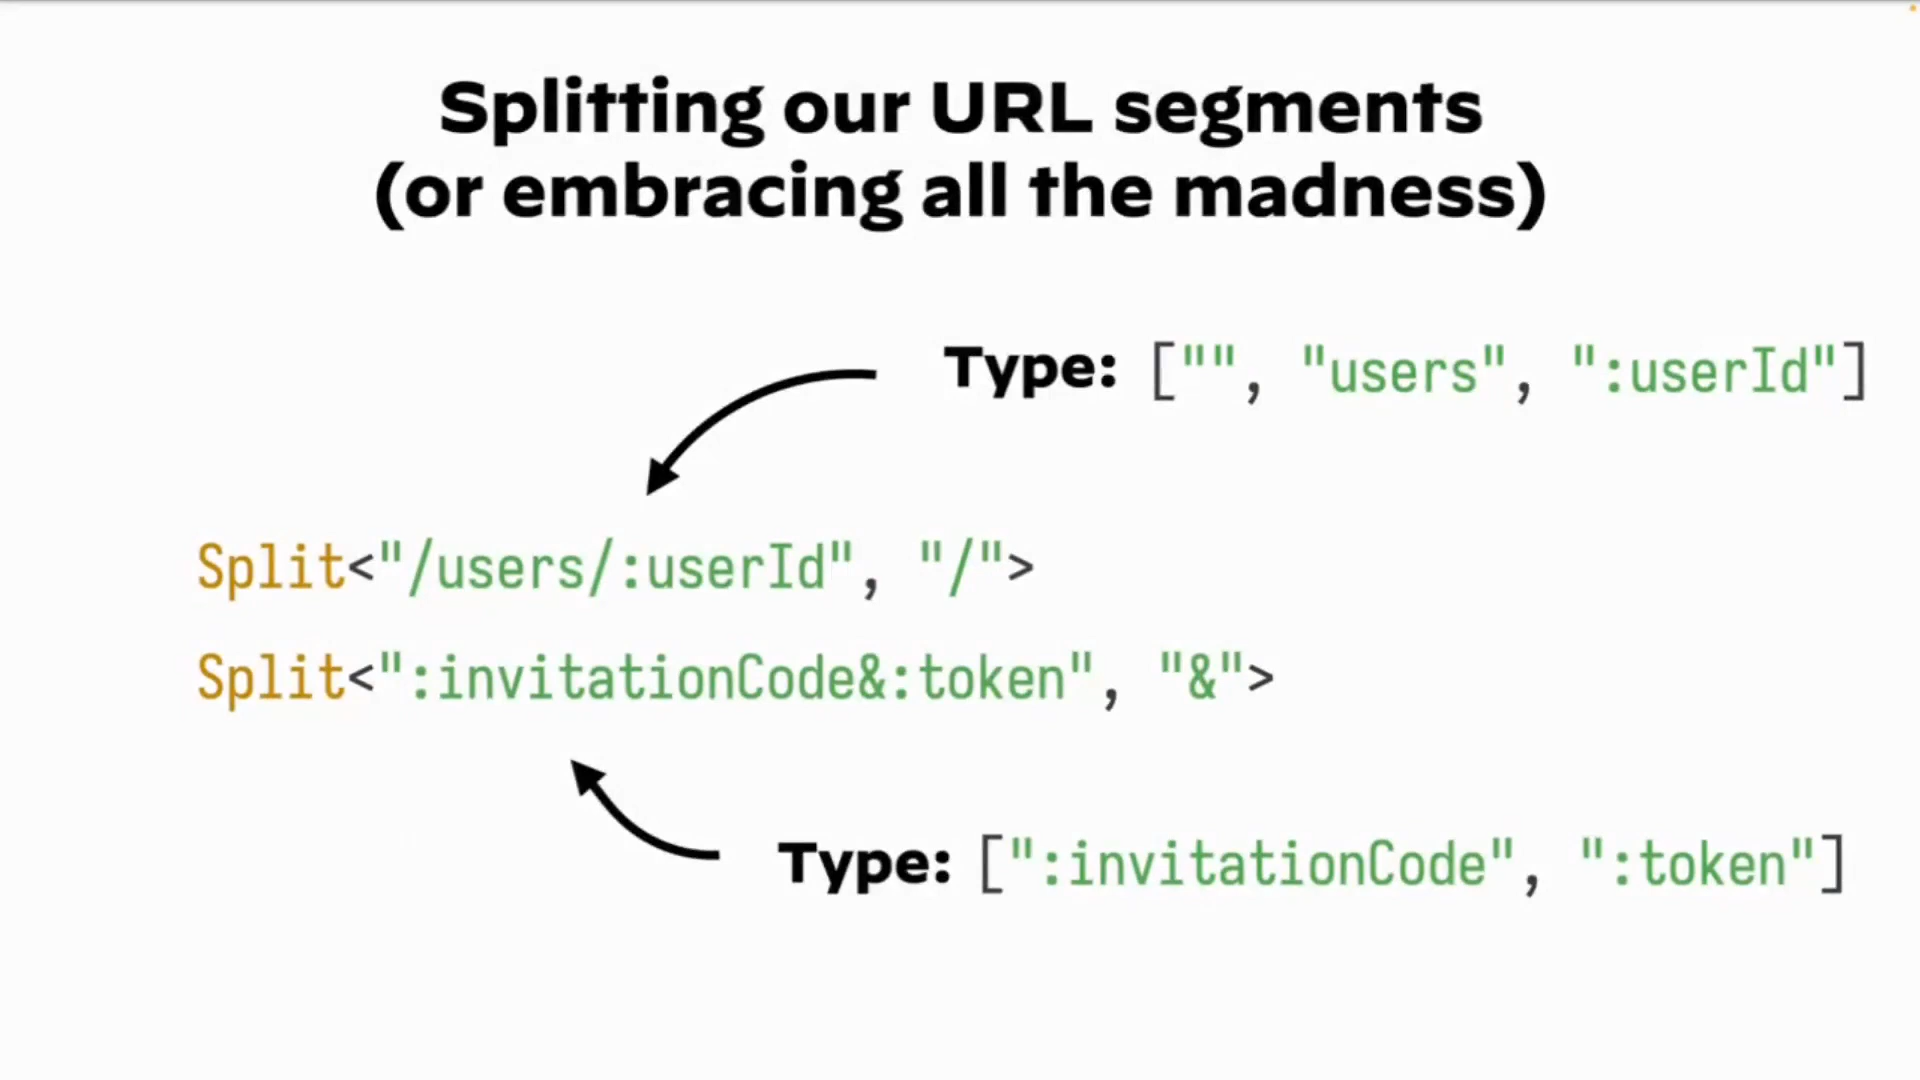 Splitting our URL segments
(or embracing all the madness)
Type: ["", "users", ":userId"]
Split<"/users/:userId", "/">
Split<":invitationCode&:token", "&">
Type: [":invitationCode", ":token"]